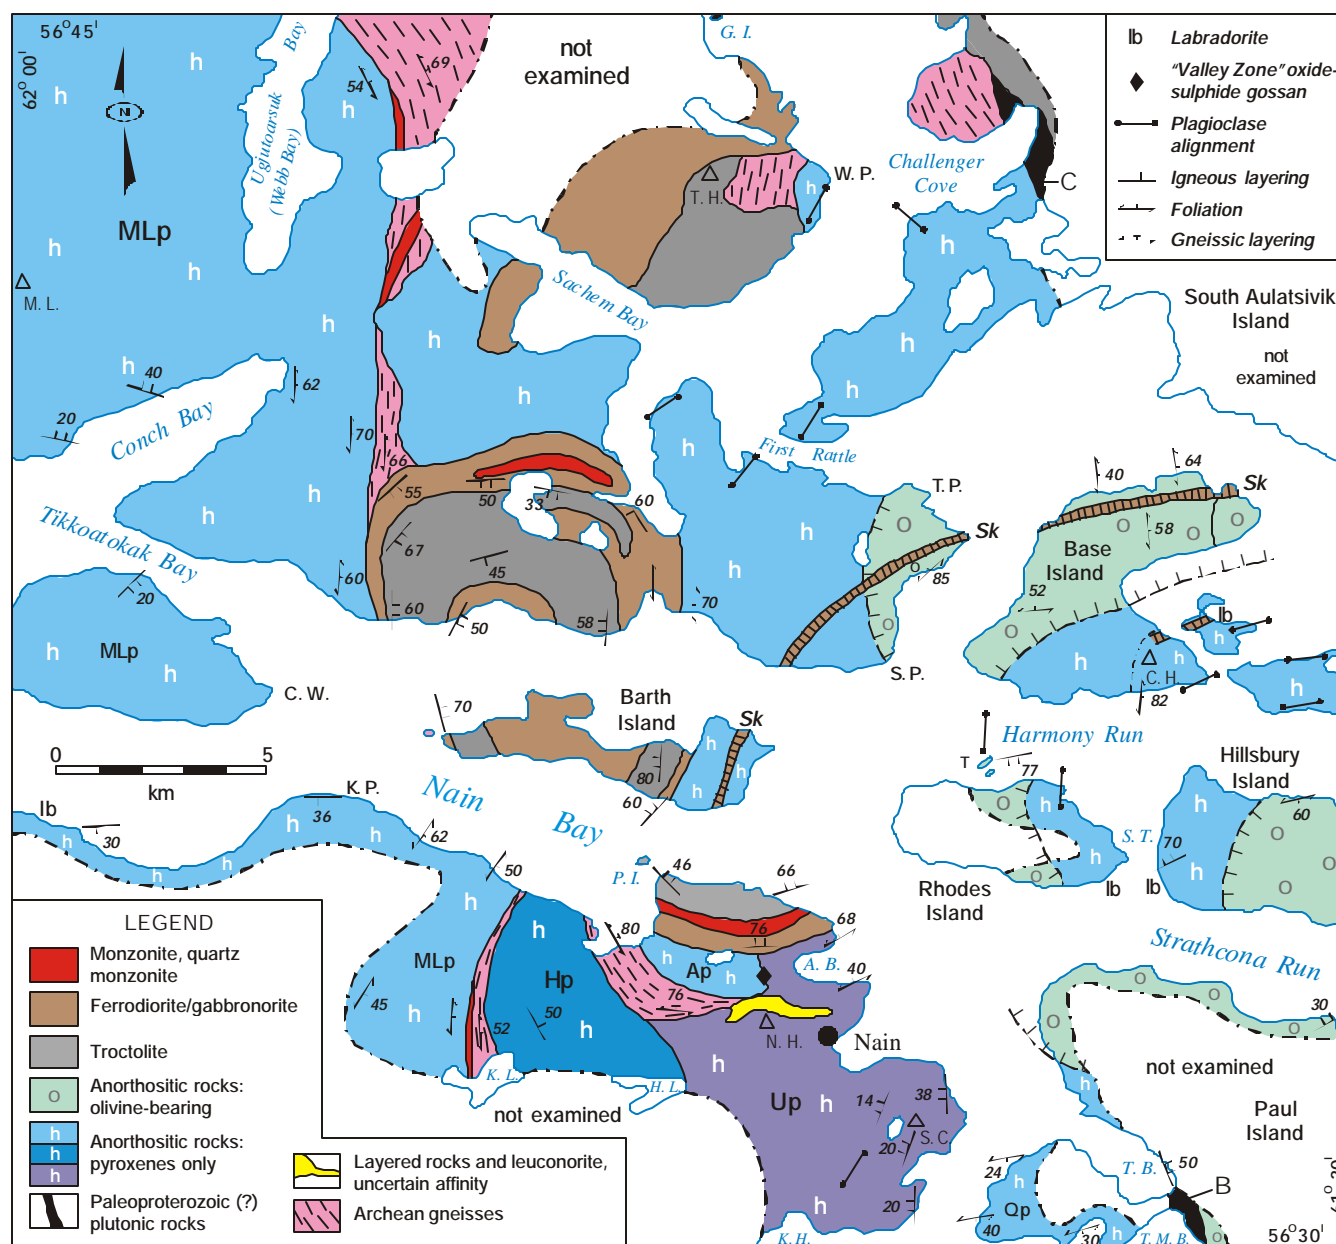 56°45'
62°00'
N
Ugjutoarsuk Bay
(Webb Bay)
not
examined
G. I.
lb Labradorite
"Valley Zone" oxide-
sulphide gossan
Plagioclase
alignment
Igneous layering
Foliation
Gneissic layering
h
69
54
h
h
MLp
h
h
M. L.
T. H.
h
W. P.
Challenger
Cove
C
h
Sachem Bay
South Aulatsivik
Island
not
examined
h
h
h
h
40
62
20
Conch Bay
70
66
h
h
First Rattle
55
50
33
60
T. P.
40
64
Sk
Sk
h
Tikkoatokak Bay
67
45
h
85
58
Base
Island
52
60
20
60
50
58
70
S. P.
lb
h
h
h
C. H.
82
h
MLp
h
C. W.
Barth
Island
Sk
70
80
60
h
h
h
Harmony Run
T
77
Hillsbury
Island
0 5
km
Nain
Bay
K. P.
lb
30
36
62
h
h
h
h
h
50
P. I.
46
66
76
68
80
Rhodes
Island
S. T.
h
h
lb
lb
h
70
60
Strathcona Run
LEGEND
Monzonite, quartz
monzonite
Ferrodiorite/gabbronorite
Troctolite
o Anorthositic rocks:
olivine-bearing
h
h
h
Anorthositic rocks:
pyroxenes only
Paleoproterozoic (?)
plutonic rocks
Layered rocks and leuconorite,
uncertain affinity
Archean gneisses
h
MLp
h
45
52
h
Hp
50
h
h
Ap
h
A. B.
40
76
N. H.
Nain
K. L.
H. L.
not examined
h
Up
h
14
38
S. C
20
h
20
K. H.
30
not examined
Paul
Island
h
T. B.
50
B
24
h
Qp
40
30
h
T. M. B.
56°30'